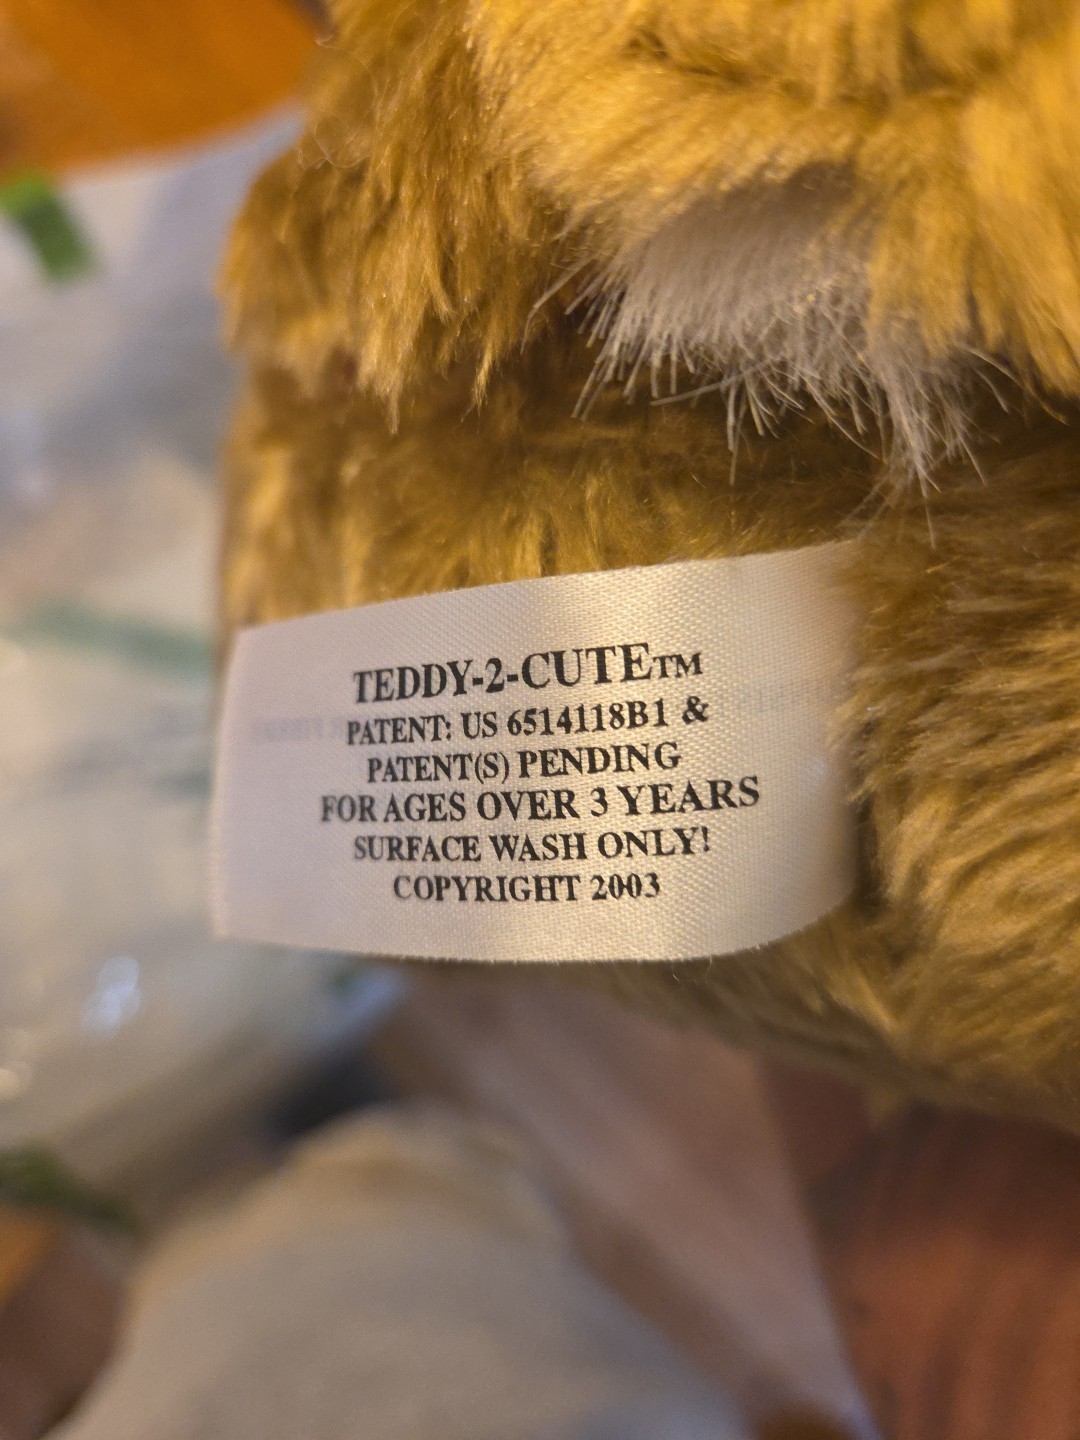 TEDDY-2-CUTE™
PATENT: US 6514118B1 &
PATENT(S) PENDING
FOR AGES OVER 3 YEARS
SURFACE WASH ONLY!
COPYRIGHT 2003